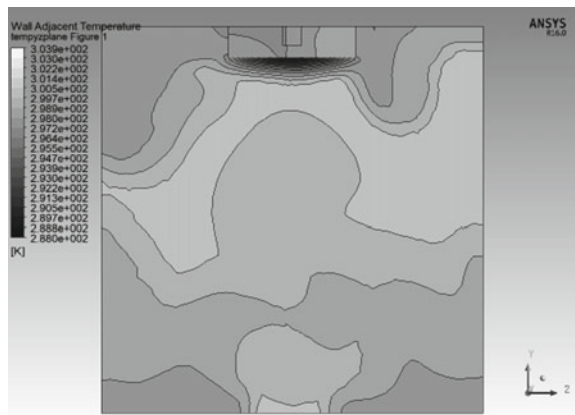 Wall Adjacent Temperature
tempyzplane Figure 1
3.039e+002
3.030e+002
3.022e+002
3.014e+002
3.005e+002
2.997e+002
2.989e+002
2.980e+002
2.972e+002
2.964e+002
2.955e+002
2.947e+002
2.939e+002
2.930e+002
2.922e+002
2.913e+002
2.905e+002
2.897e+002
2.888e+002
2.880e+002
[K]
ANSYS
R16.0
Y
Z